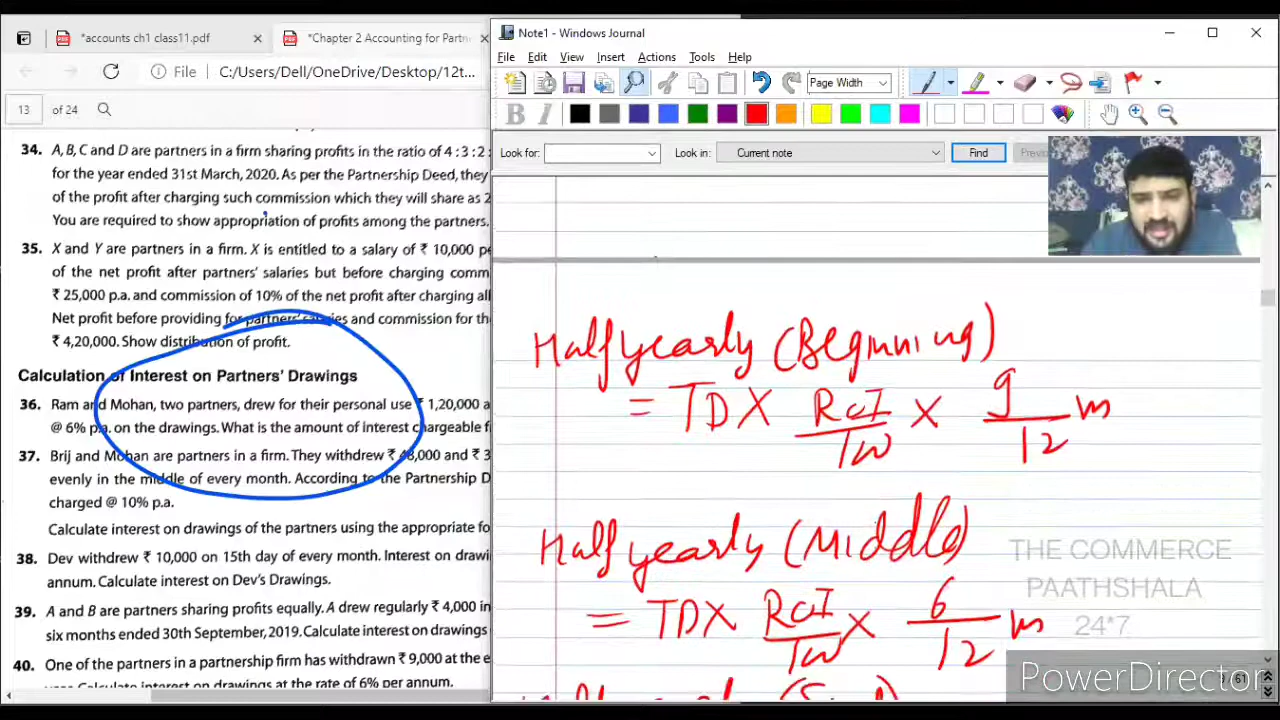 *accounts ch1 class11.pdf
*Chapter 2 Accounting for Partn
File C:/Users/Dell/OneDrive/Desktop/12t...
13 of 24
34. A, B, C and D are partners in a firm sharing profits in the ratio of 4 : 3 : 2 :
for the year ended 31st March, 2020. As per the Partnership Deed, they
of the profit after charging such commission which they will share as 2
You are required to show appropriation of profits among the partners.
35. X and Y are partners in a firm. X is entitled to a salary of ₹ 10,000 pe
of the net profit after partners' salaries but before charging comm
₹ 25,000 p.a. and commission of 10% of the net profit after charging all
Net profit before providing for partners' salaries and commission for the
₹ 4,20,000. Show distribution of profit.
Calculation of Interest on Partners' Drawings
36. Ram and Mohan, two partners, drew for their personal use ₹ 1,20,000 a
@ 6% p.a. on the drawings. What is the amount of interest chargeable f
37. Brij and Mohan are partners in a firm. They withdrew ₹ 48,000 and ₹ 3
evenly in the middle of every month. According to the Partnership D
charged @ 10% p.a.
Calculate interest on drawings of the partners using the appropriate fo
38. Dev withdrew ₹ 10,000 on 15th day of every month. Interest on drawi
annum. Calculate interest on Dev's Drawings.
39. A and B are partners sharing profits equally. A drew regularly ₹ 4,000 in
six months ended 30th September, 2019. Calculate interest on drawings
40. One of the partners in a partnership firm has withdrawn ₹ 9,000 at the e
year. Calculate interest on drawings at the rate of 6% per annum.
Note1 - Windows Journal
File Edit View Insert Actions Tools Help
Page Width
B I
Look for: Look in: Current note Find Previo
Half yearly (Beginning)
= TD X RoI/100 X 9/12 m
Half yearly (Middle)
= TD X RoI/100 X 6/12 m
THE COMMERCE
PAATHSHALA
24*7
PowerDirector